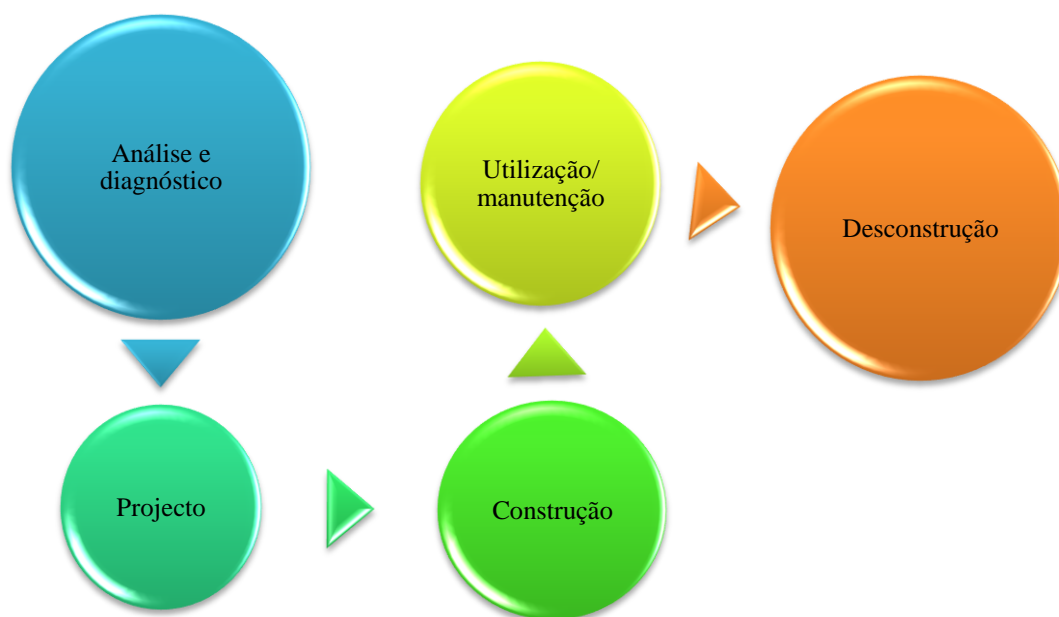 Análise e
diagnóstico
Projecto
Construção
Utilização/
manutenção
Desconstrução